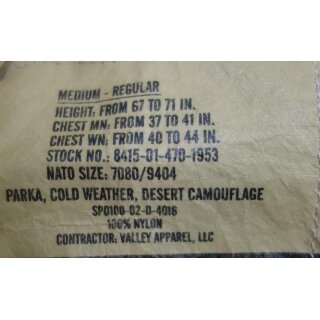 MEDIUM - REGULAR
HEIGHT: FROM 67 TO 71 IN.
CHEST MN: FROM 37 TO 41 IN.
CHEST WN: FROM 40 TO 44 IN.
STOCK NO.: 8415-01-470-1953
NATO SIZE: 7080/9404
PARKA, COLD WEATHER, DESERT CAMOUFLAGE
SPO100-02-D-4016
100% NYLON
CONTRACTOR: VALLEY APPAREL, LLC